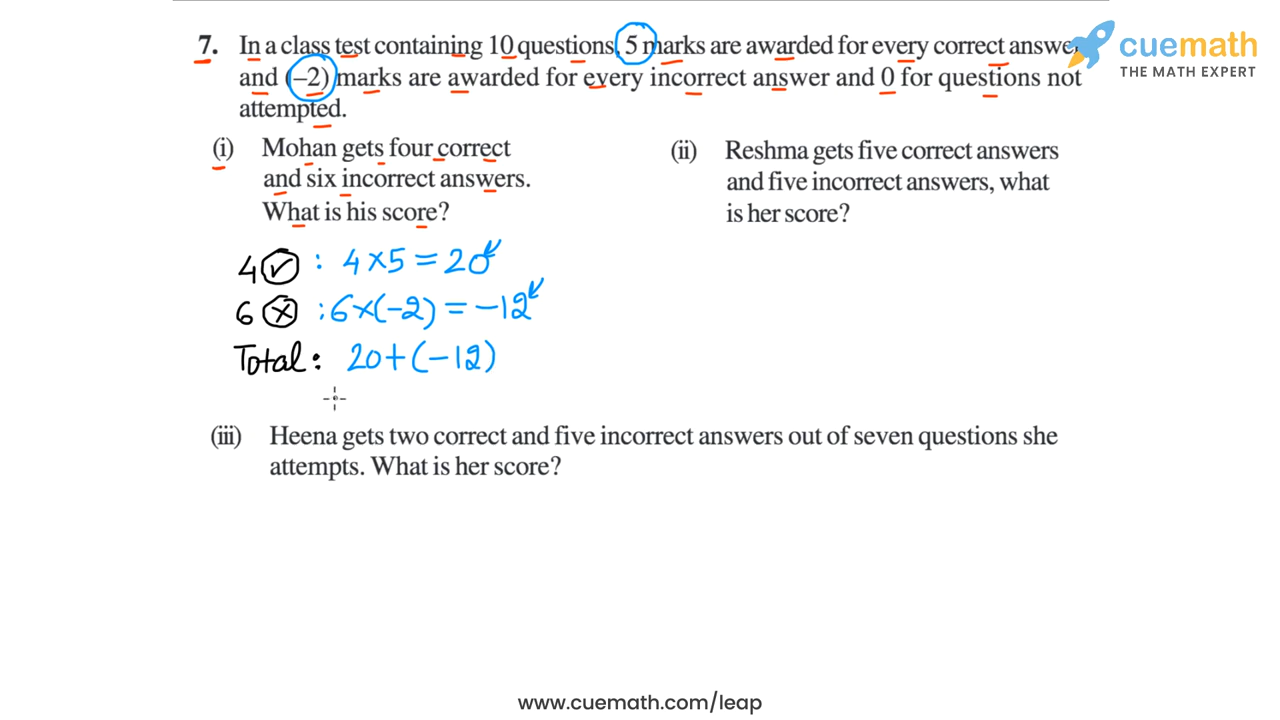 7. In a class test containing 10 questions, 5 marks are awarded for every correct answe
and (–2) marks are awarded for every incorrect answer and 0 for questions not
attempted.
(i) Mohan gets four correct
and six incorrect answers.
What is his score?
(ii) Reshma gets five correct answers
and five incorrect answers, what
is her score?
4 ✓ : 4 × 5 = 20
6 × : 6 × (–2) = –12
Total : 20 + (–12)
(iii) Heena gets two correct and five incorrect answers out of seven questions she
attempts. What is her score?
cuemath
THE MATH EXPERT
www.cuemath.com/leap